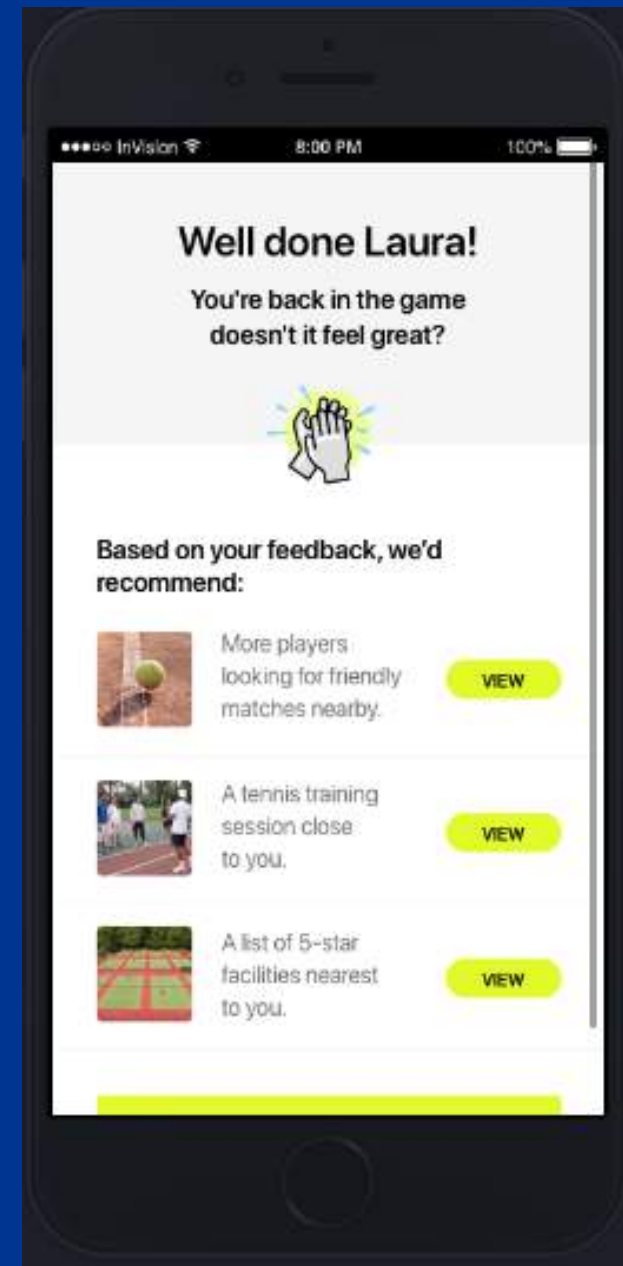 InVision 8:00 PM 100%
Well done Laura!
You're back in the game
doesn't it feel great?
Based on your feedback, we'd
recommend:
More players
looking for friendly
matches nearby.
VIEW
A tennis training
session close
to you.
VIEW
A list of 5-star
facilities nearest
to you.
VIEW